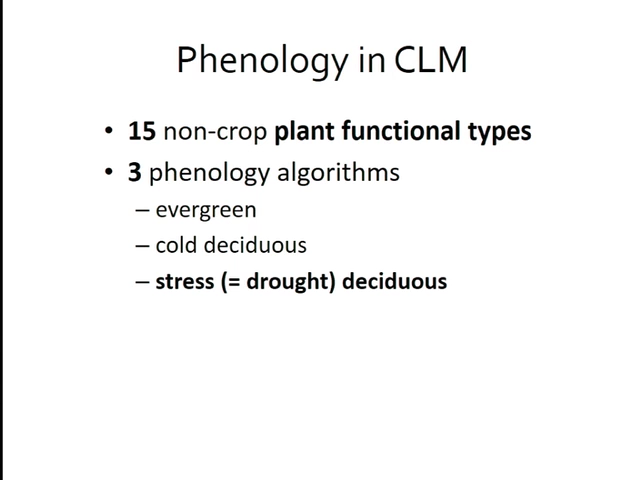 Phenology in CLM
• 15 non-crop plant functional types
• 3 phenology algorithms
– evergreen
– cold deciduous
– stress (= drought) deciduous